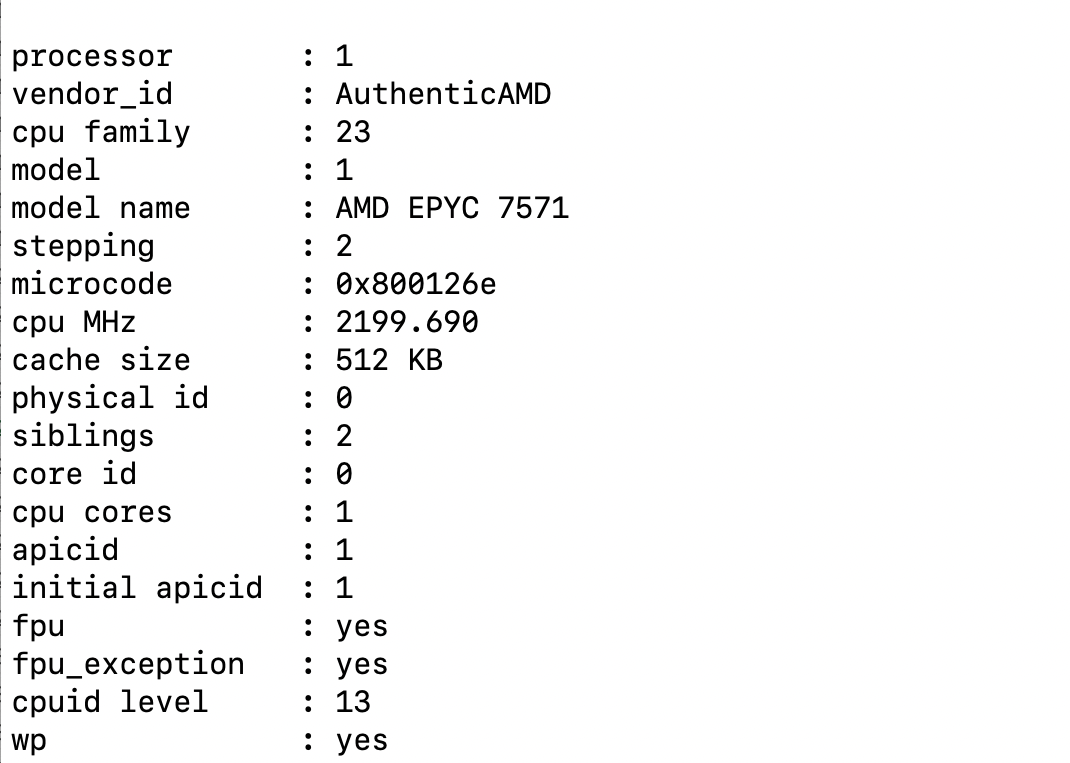 processor : 1
vendor_id : AuthenticAMD
cpu family : 23
model : 1
model name : AMD EPYC 7571
stepping : 2
microcode : 0x800126e
cpu MHz : 2199.690
cache size : 512 KB
physical id : 0
siblings : 2
core id : 0
cpu cores : 1
apicid : 1
initial apicid : 1
fpu : yes
fpu_exception : yes
cpuid level : 13
wp : yes